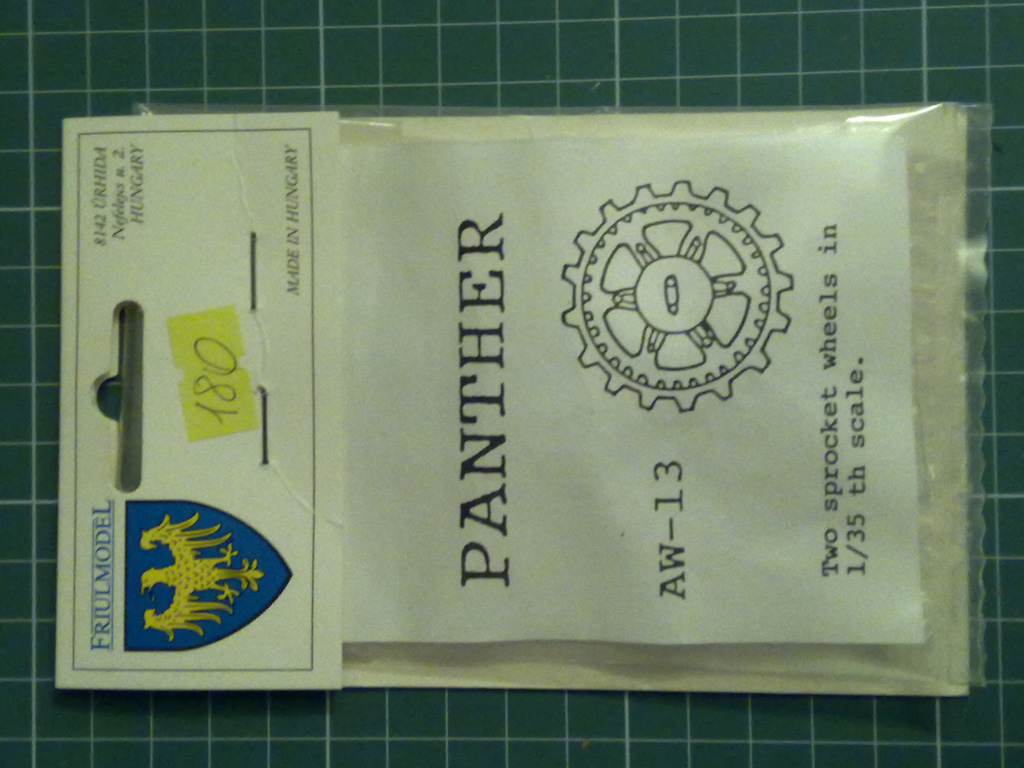 FRIULMODEL
8142 ÚRHIDA
Nefelejcs u. 2.
HUNGARY
180
MADE IN HUNGARY
PANTHER
AW-13
Two sprocket wheels in
1/35 th scale.